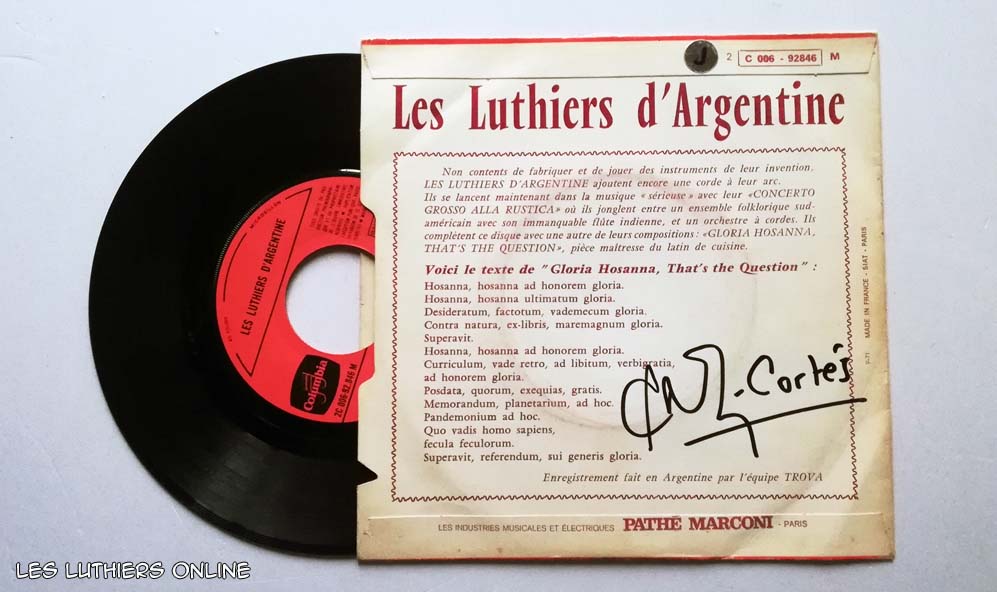 J 2 C 006 - 92846 M
Les Luthiers d'Argentine
Non contents de fabriquer et de jouer des instruments de leur invention.
LES LUTHIERS D'ARGENTINE ajoutent encore une corde à leur arc.
Ils se lancent maintenant dans la musique « sérieuse » avec leur «CONCERTO
GROSSO ALLA RUSTICA» où ils jonglent entre un ensemble folklorique sud-
américain avec son immanquable flûte indienne, et un orchestre à cordes. Ils
complètent ce disque avec une autre de leurs compositions : «GLORIA HOSANNA,
THAT'S THE QUESTION», pièce maîtresse du latin de cuisine.
Voici le texte de "Gloria Hosanna, That's the Question" :
Hosanna, hosanna ad honorem gloria.
Hosanna, hosanna ultimatum gloria.
Desideratum, factotum, vademecum gloria.
Contra natura, ex-libris, maremagnum gloria.
Superavit.
Hosanna, hosanna ad honorem gloria.
Curriculum, vade retro, ad libitum, verbigratia,
ad honorem gloria.
Posdata, quorum, exequias, gratis.
Memorandum, planetarium, ad hoc.
Pandemonium ad hoc.
Quo vadis homo sapiens,
fecula feculorum.
Superavit, referendum, sui generis gloria.
Enregistrement fait en Argentine par l'équipe TROVA
Cortés
LES INDUSTRIES MUSICALES ET ÉLECTRIQUES PATHÉ MARCONI - PARIS
MADE IN FRANCE - SIAT - PARIS
MICROSILLON
LES LUTHIERS D'ARGENTINE
Columbia
2C 006-92.846 M
LES LUTHIERS ONLINE